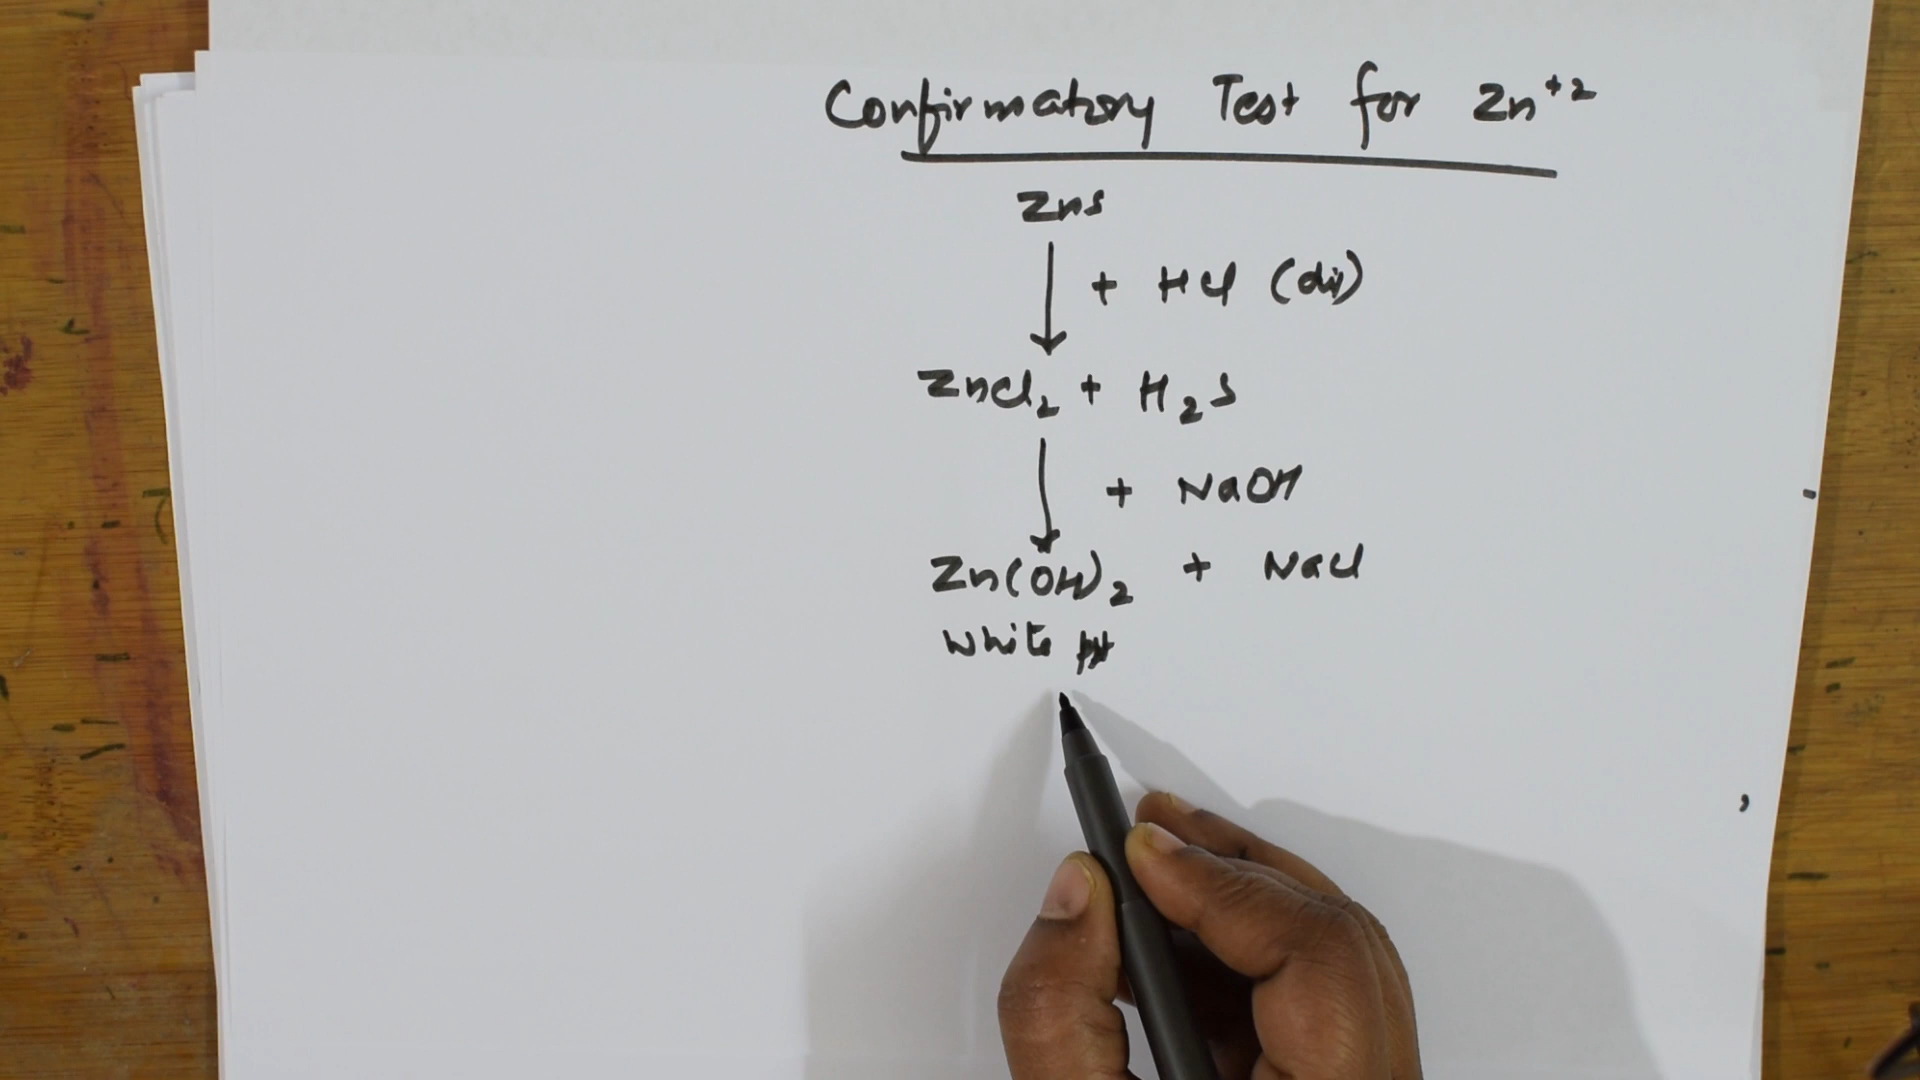 Confirmatory Test for Zn+2
ZnS
+ HCl (dil)
ZnCl2 + H2S
+ NaOH
Zn(OH)2 + NaCl
White ppt